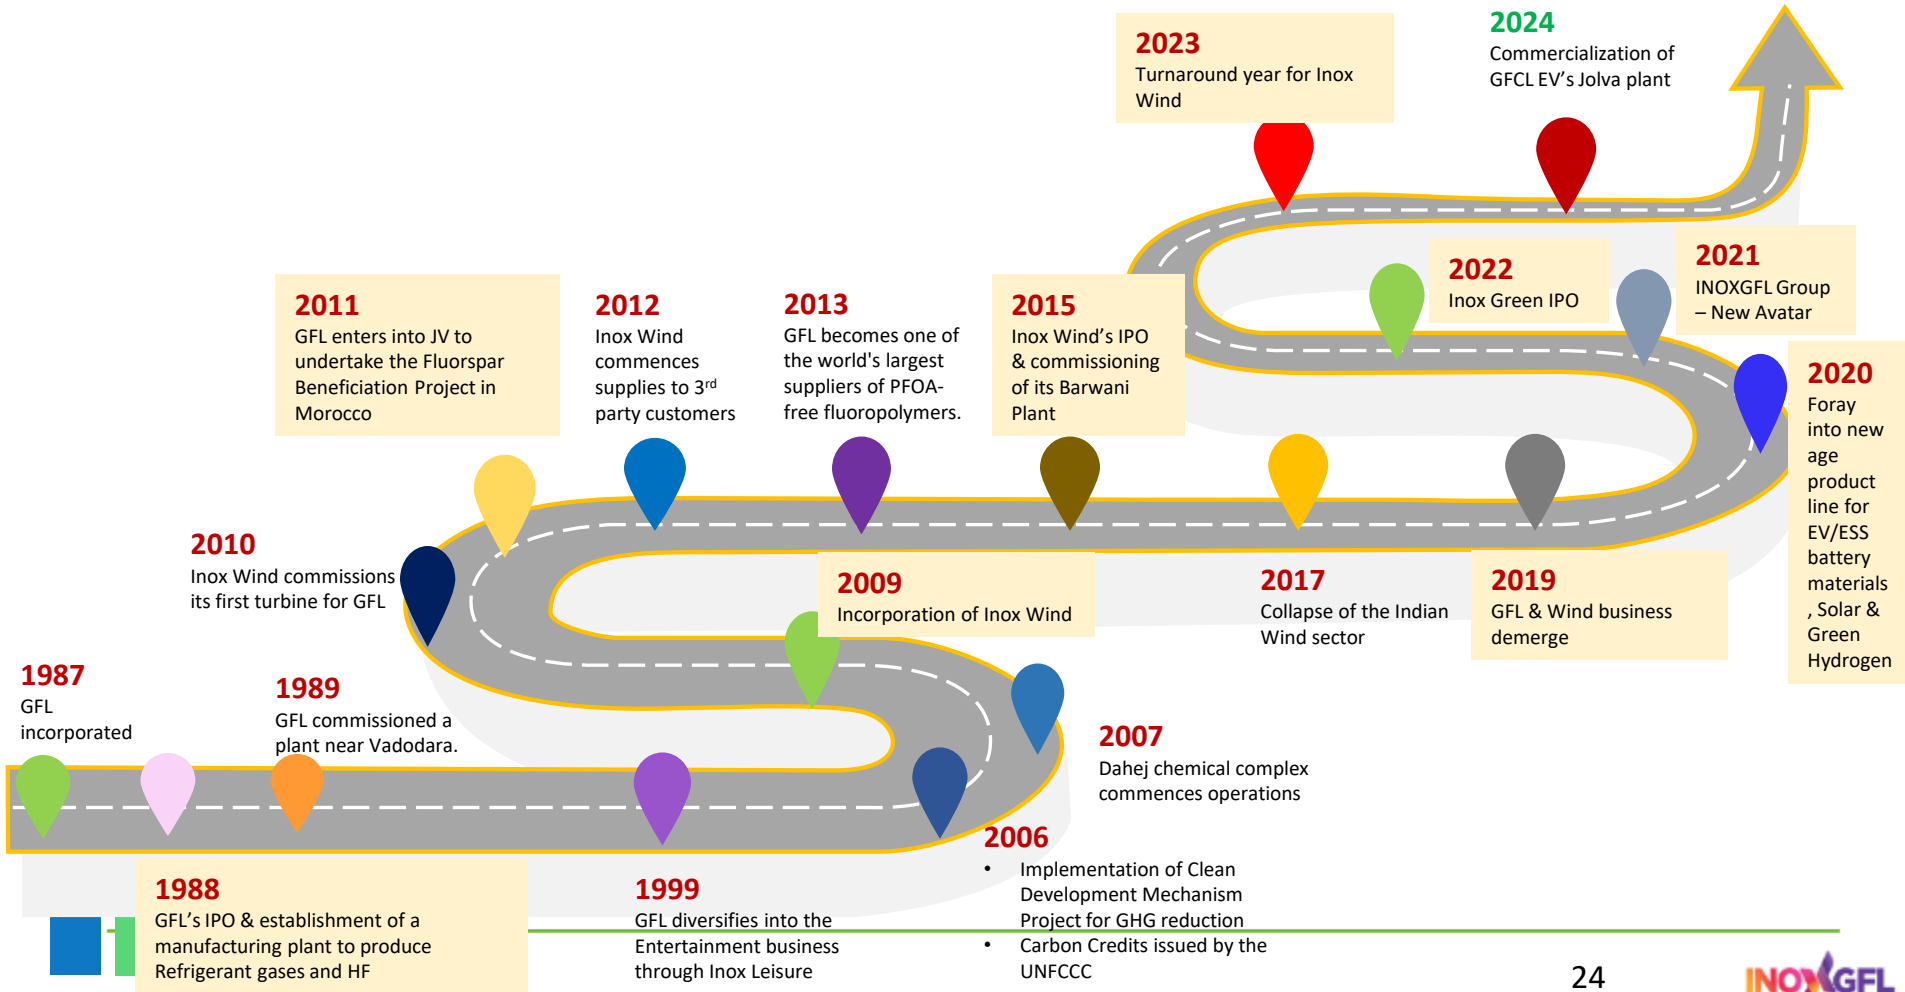 2023
Turnaround year for Inox
Wind
2024
Commercialization of
GFCL EV's Jolva plant
2022
Inox Green IPO
2021
INOXGFL Group
– New Avatar
2011
GFL enters into JV to
undertake the Fluorspar
Beneficiation Project in
Morocco
2012
Inox Wind
commences
supplies to 3rd
party customers
2013
GFL becomes one of
the world's largest
suppliers of PFOA-
free fluoropolymers.
2015
Inox Wind's IPO
& commissioning
of its Barwani
Plant
2020
Foray
into new
age
product
line for
EV/ESS
battery
materials
, Solar &
Green
Hydrogen
2010
Inox Wind commissions
its first turbine for GFL
2009
Incorporation of Inox Wind
2017
Collapse of the Indian
Wind sector
2019
GFL & Wind business
demerge
1987
GFL
incorporated
1989
GFL commissioned a
plant near Vadodara.
2007
Dahej chemical complex
commences operations
1988
GFL's IPO & establishment of a
manufacturing plant to produce
Refrigerant gases and HF
1999
GFL diversifies into the
Entertainment business
through Inox Leisure
2006
• Implementation of Clean
Development Mechanism
Project for GHG reduction
• Carbon Credits issued by the
UNFCCC
24
INOXGFL